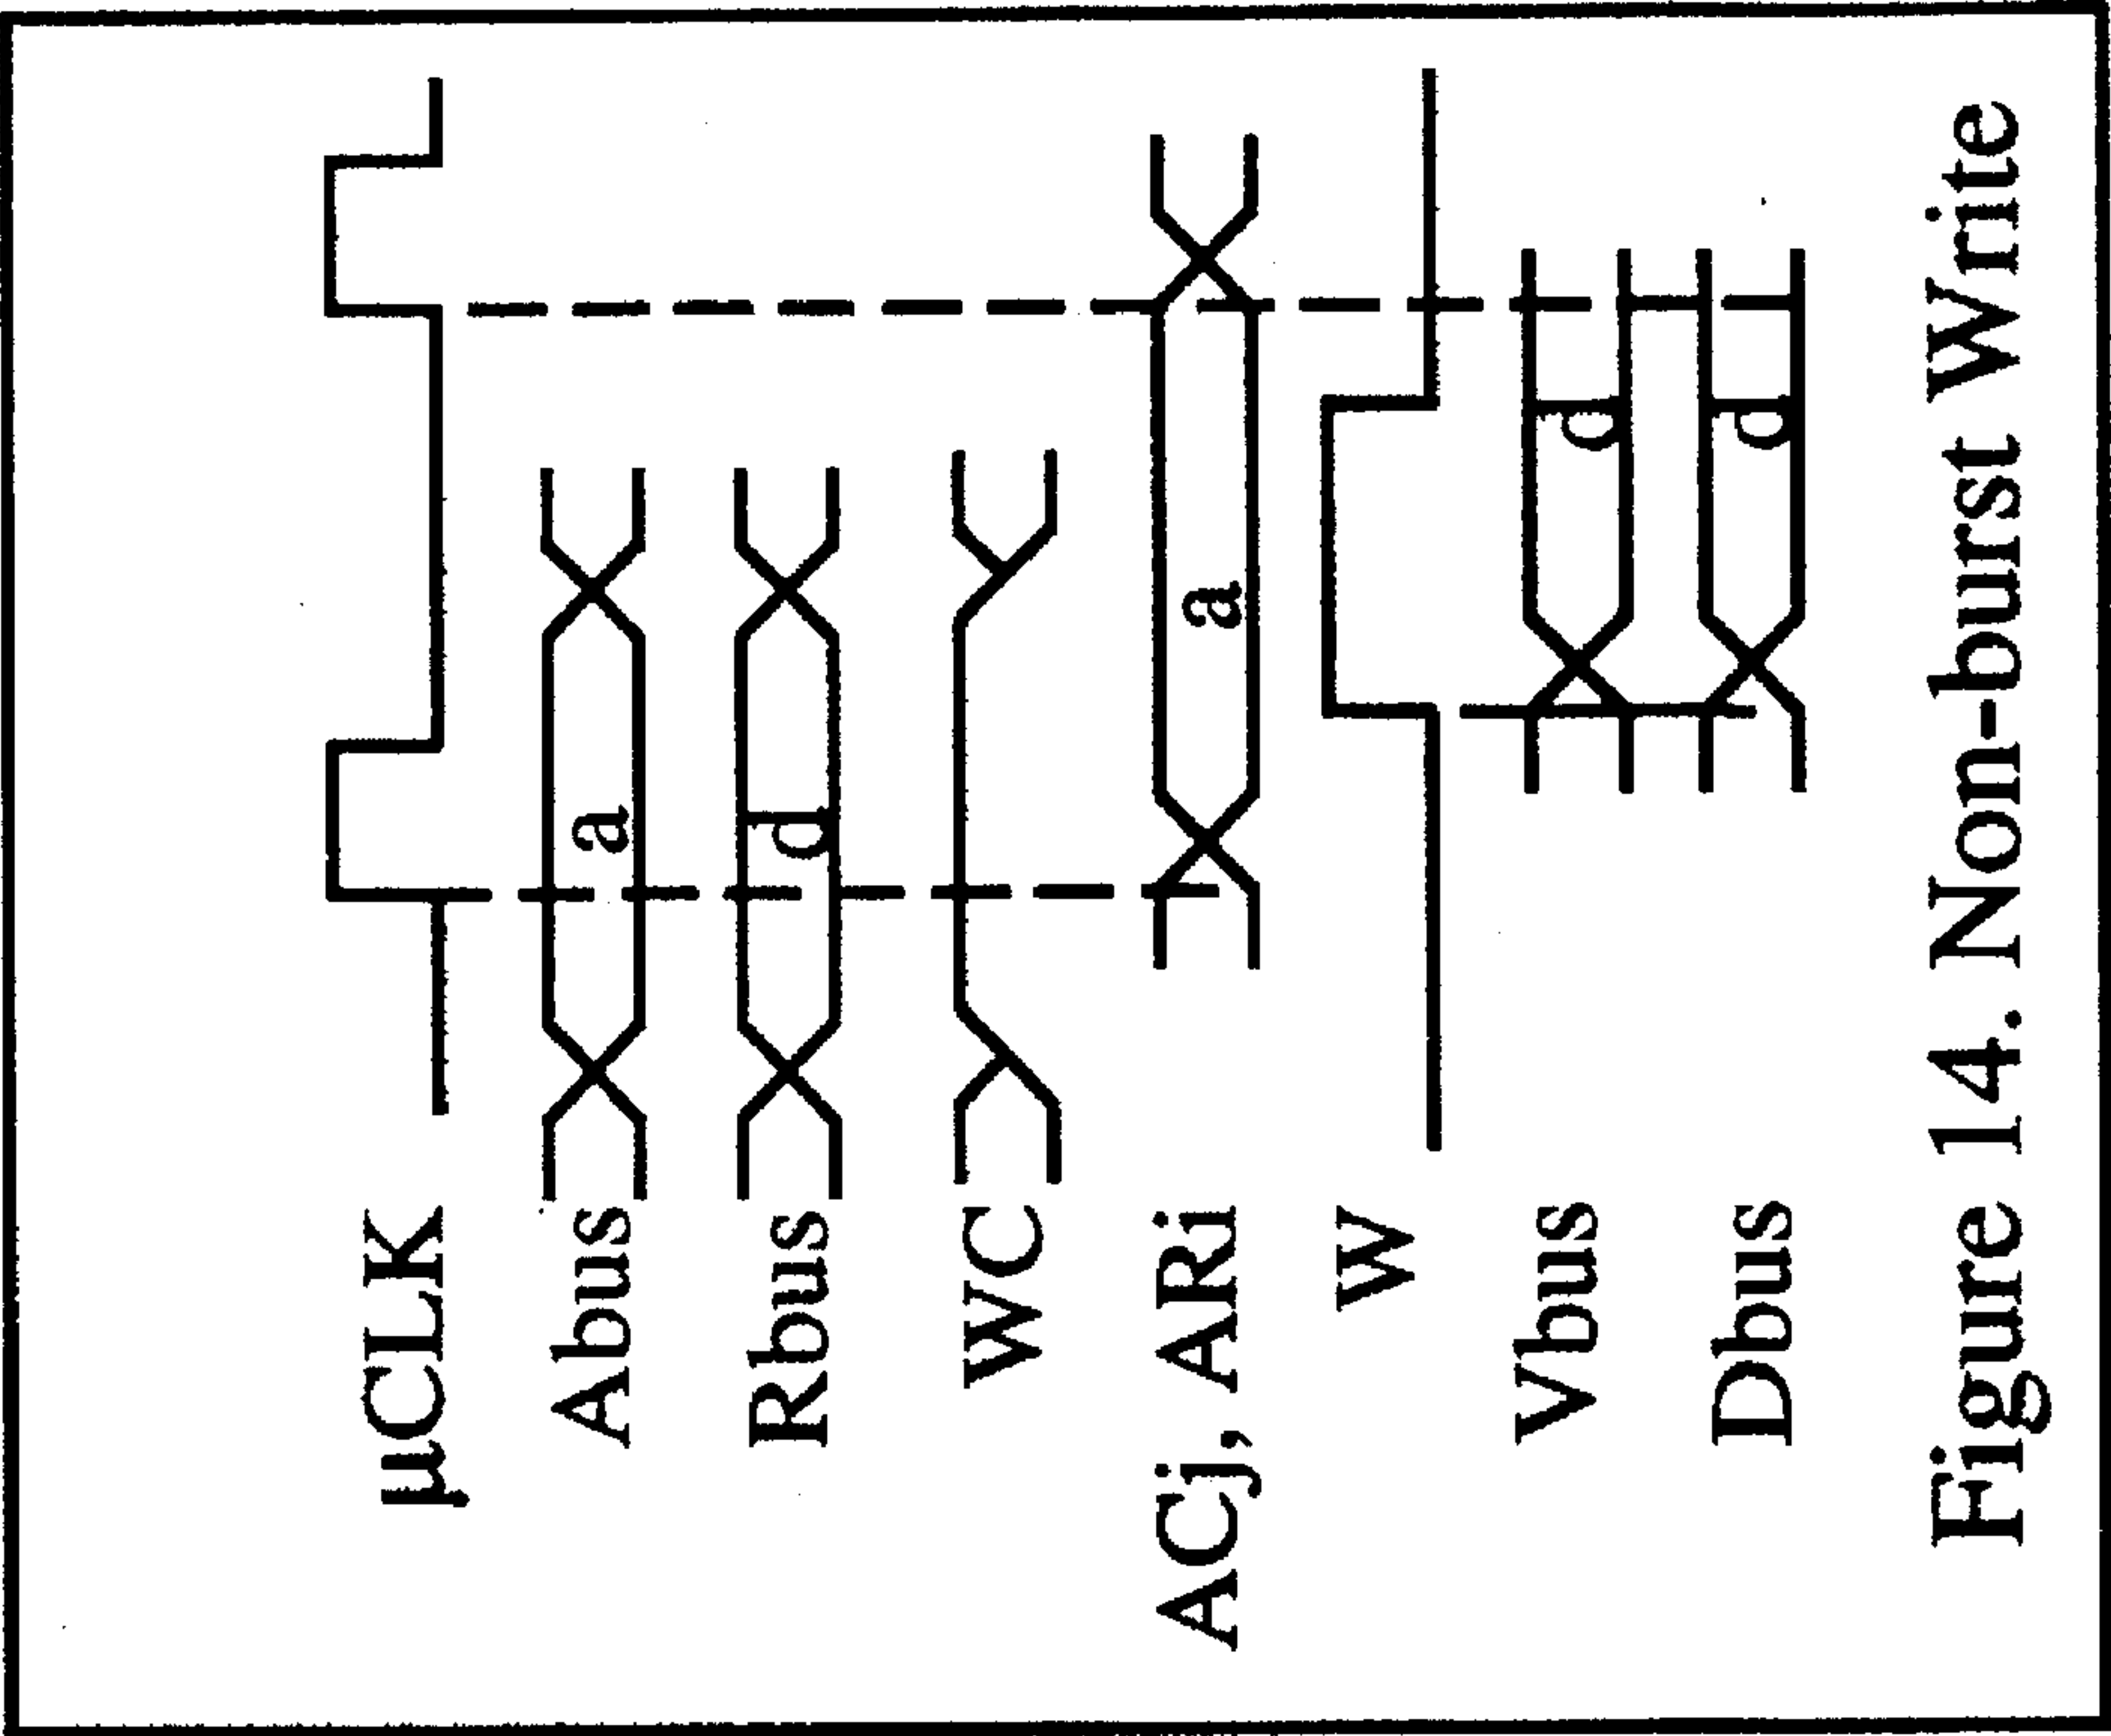 µCLK
Abus a
Rbus d
WC
ACj, ARi a
W
Vbus d
Dbus d
Figure 14. Non-burst Write